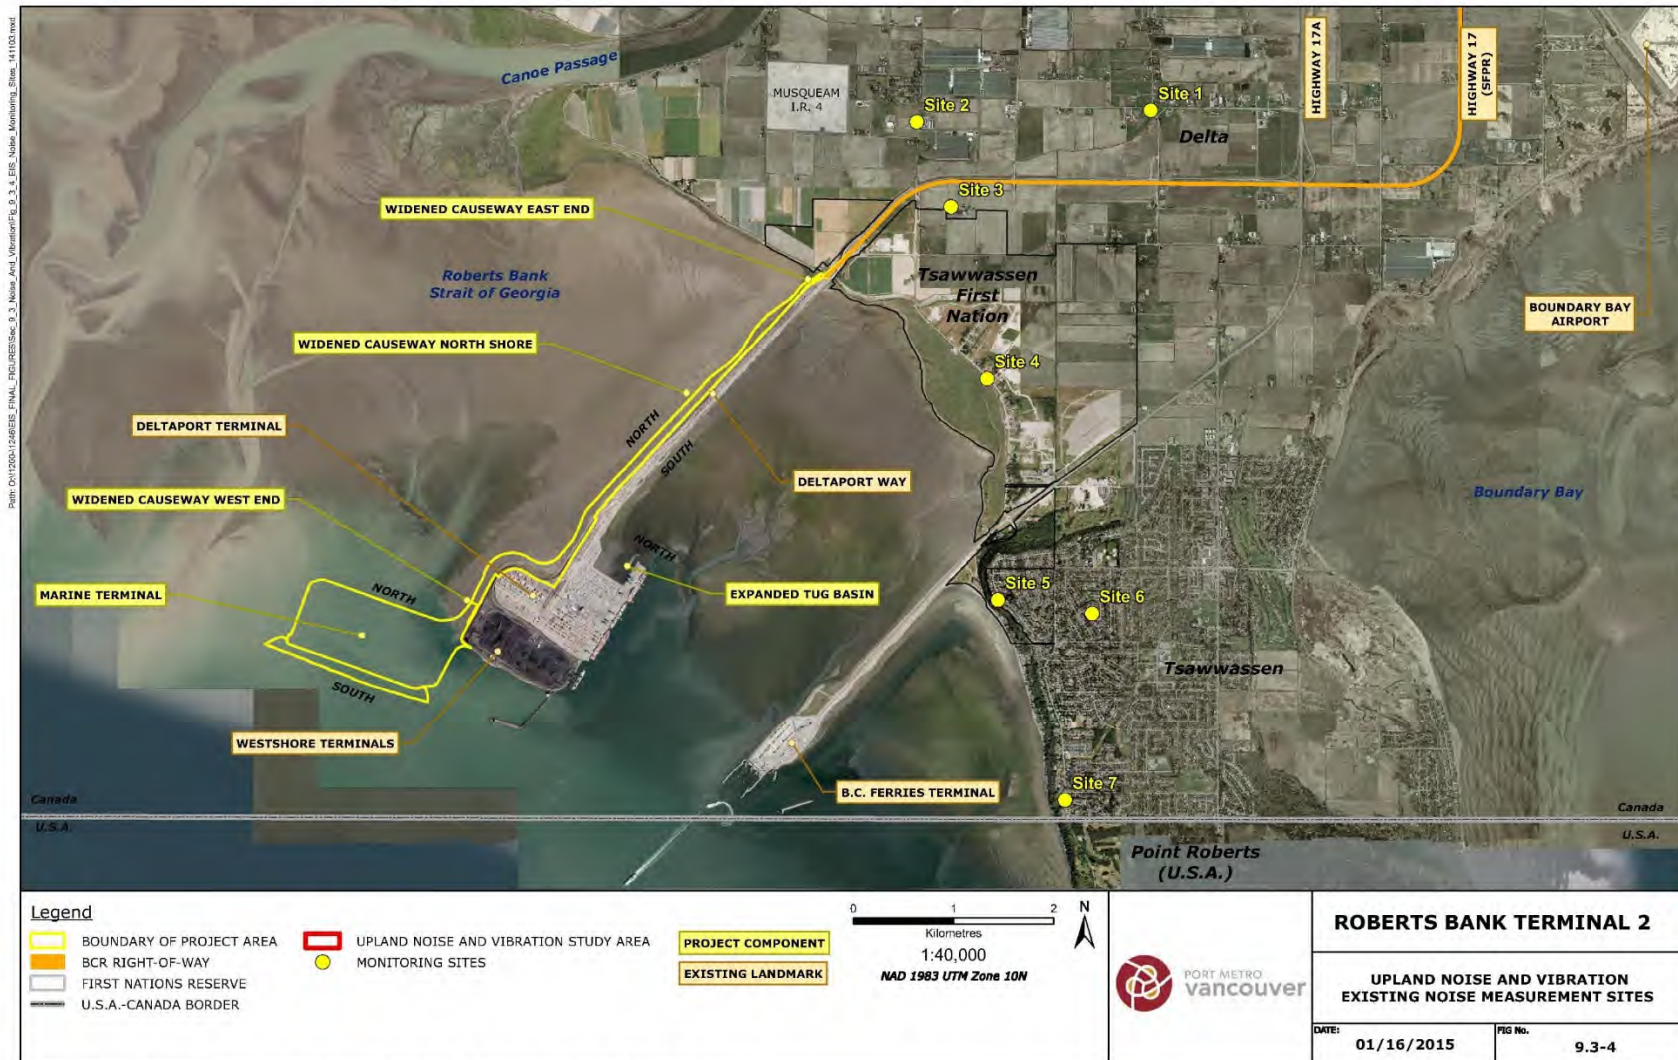 Canoe Passage
MUSQUEAM
I.R. 4
Site 2
Site 1
Delta
HIGHWAY 17A
HIGHWAY 17
(SFPR)
Site 3
WIDENED CAUSEWAY EAST END
Roberts Bank
Strait of Georgia
Tsawwassen
First
Nation
BOUNDARY BAY
AIRPORT
WIDENED CAUSEWAY NORTH SHORE
Site 4
NORTH
SOUTH
DELTAPORT TERMINAL
DELTAPORT WAY
WIDENED CAUSEWAY WEST END
Boundary Bay
NORTH
MARINE TERMINAL
NORTH
EXPANDED TUG BASIN
Site 5
Site 6
SOUTH
Tsawwassen
WESTSHORE TERMINALS
B.C. FERRIES TERMINAL
Site 7
Canada
U.S.A.
Canada
U.S.A.
Point Roberts
(U.S.A.)
Legend
BOUNDARY OF PROJECT AREA
BCR RIGHT-OF-WAY
FIRST NATIONS RESERVE
U.S.A.-CANADA BORDER
UPLAND NOISE AND VIBRATION STUDY AREA
MONITORING SITES
PROJECT COMPONENT
EXISTING LANDMARK
0 1 2
Kilometres
1:40,000
NAD 1983 UTM Zone 10N
N
PORT METRO
vancouver
ROBERTS BANK TERMINAL 2
UPLAND NOISE AND VIBRATION
EXISTING NOISE MEASUREMENT SITES
DATE:
01/16/2015
FIG No.
9.3-4